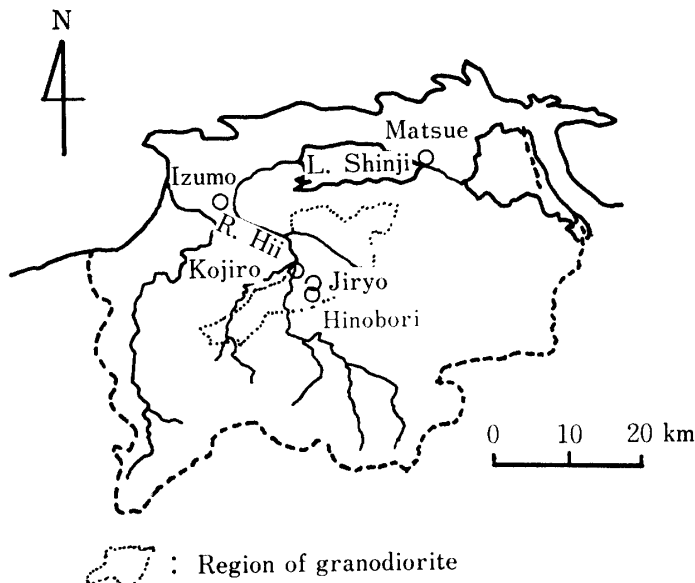 N
Matsue
L. Shinji
Izumo
R. Hii
Kojiro
Jiryo
Hinobori
0 10 20 km
: Region of granodiorite